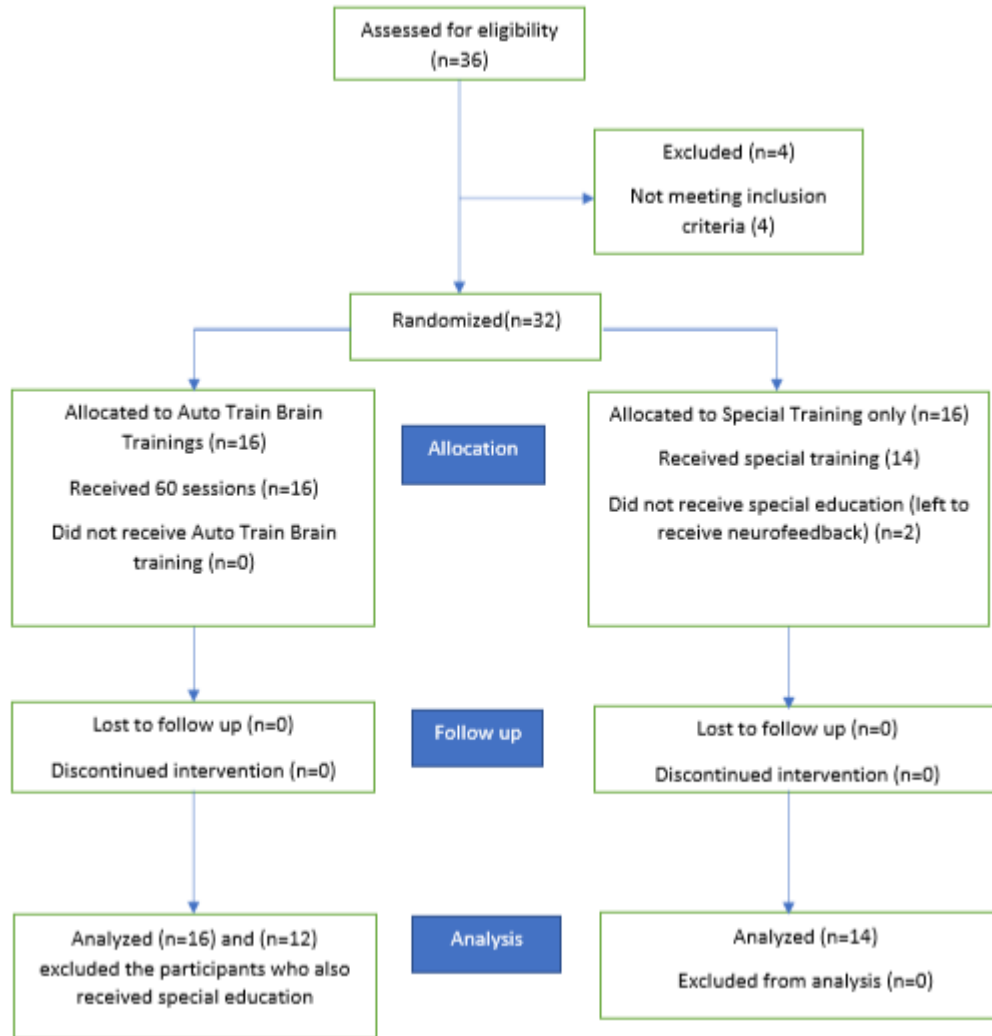 Assessed for eligibility
(n=36)
Excluded (n=4)
Not meeting inclusion
criteria (4)
Randomized(n=32)
Allocated to Auto Train Brain
Trainings (n=16)
Received 60 sessions (n=16)
Did not receive Auto Train Brain
training (n=0)
Allocation
Allocated to Special Training only (n=16)
Received special training (14)
Did not receive special education (left
to receive neurofeedback) (n=2)
Lost to follow up (n=0)
Discontinued intervention (n=0)
Follow up
Lost to follow up (n=0)
Discontinued intervention (n=0)
Analyzed (n=16) and (n=12)
excluded the participants who also
received special education
Analysis
Analyzed (n=14)
Excluded from analysis (n=0)